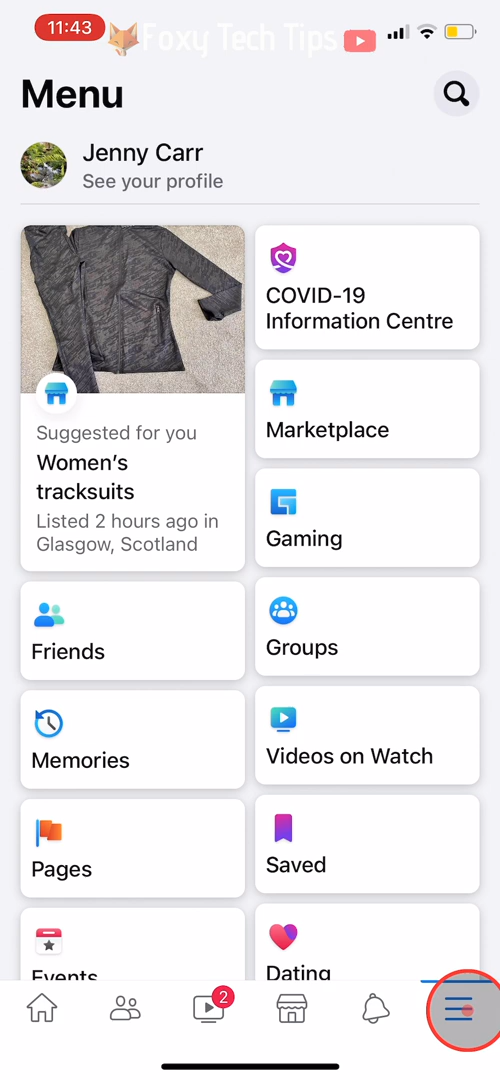 11:43
Foxy Tech Tips
Menu
Jenny Carr
See your profile
Suggested for you
Women's
tracksuits
Listed 2 hours ago in
Glasgow, Scotland
COVID-19
Information Centre
Marketplace
Gaming
Friends
Groups
Memories
Videos on Watch
Pages
Saved
Events
Dating
2